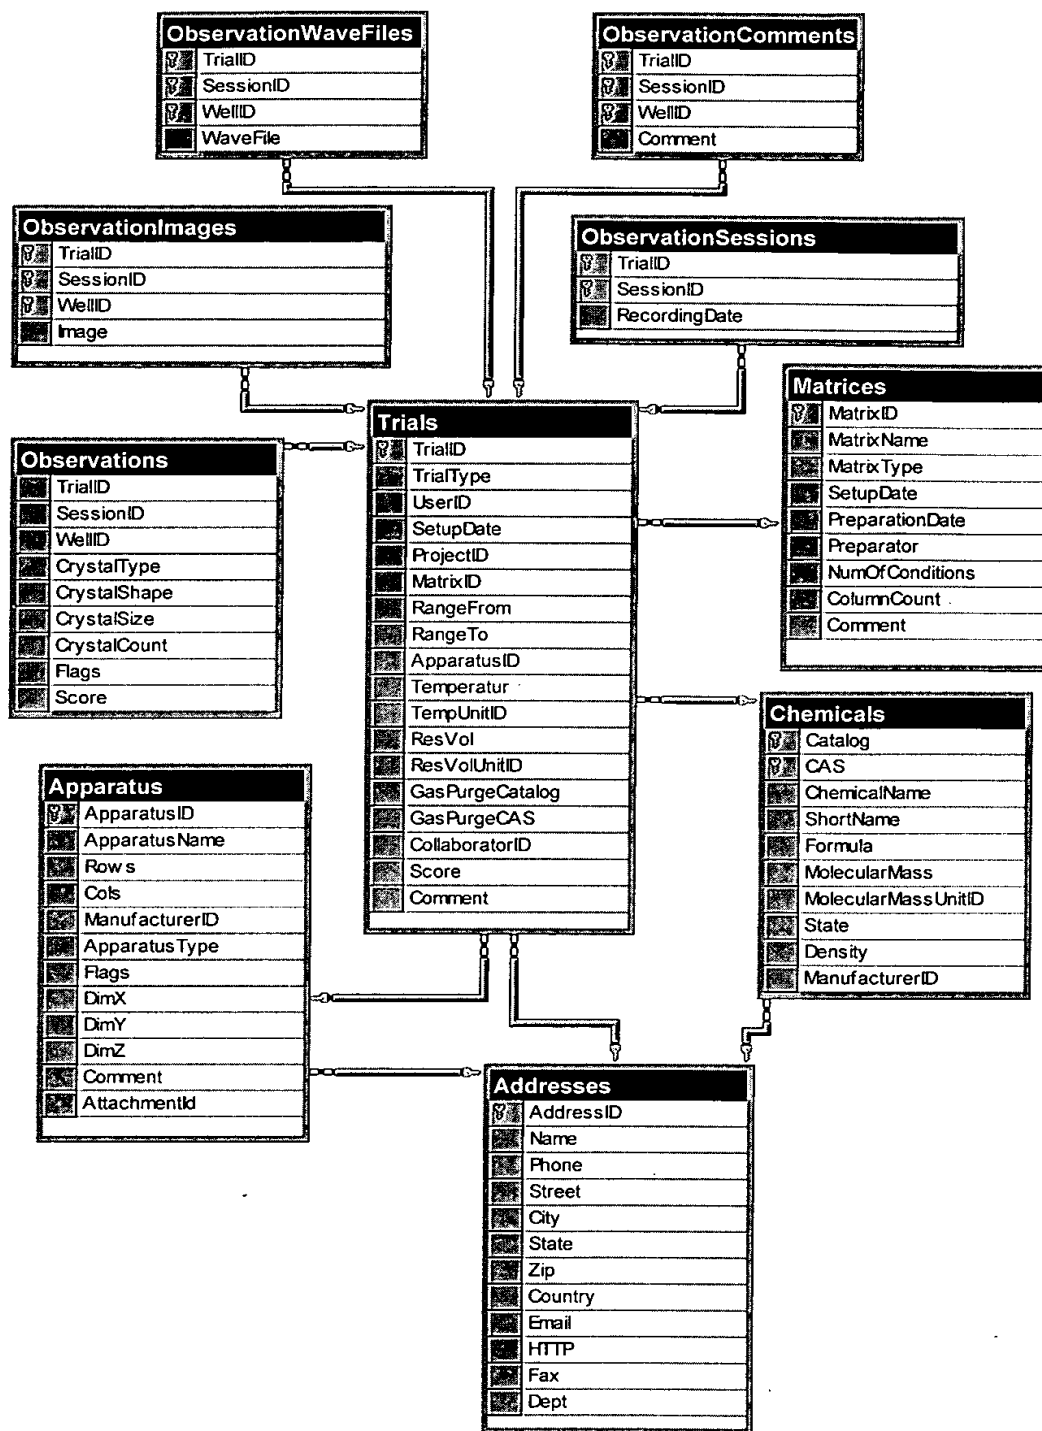 ObservationWaveFiles
TrialID
SessionID
WellID
WaveFile
ObservationComments
TrialID
SessionID
WellID
Comment
ObservationImages
TrialID
SessionID
WellID
Image
ObservationSessions
TrialID
SessionID
RecordingDate
Matrices
MatrixID
MatrixName
MatrixType
SetupDate
PreparationDate
Preparator
NumOfConditions
ColumnCount
Comment
Trials
TrialID
TrialType
UserID
SetupDate
ProjectID
MatrixID
RangeFrom
RangeTo
ApparatusID
Temperatur
TempUnitID
ResVol
ResVolUnitID
GasPurgeCatalog
GasPurgeCAS
CollaboratorID
Score
Comment
Observations
TrialID
SessionID
WellID
CrystalType
CrystalShape
CrystalSize
CrystalCount
Flags
Score
Chemicals
Catalog
CAS
ChemicalName
ShortName
Formula
MolecularMass
MolecularMassUnitID
State
Density
ManufacturerID
Apparatus
ApparatusID
ApparatusName
Rows
Cols
ManufacturerID
ApparatusType
Flags
DimX
DimY
DimZ
Comment
AttachmentId
Addresses
AddressID
Name
Phone
Street
City
State
Zip
Country
Email
HTTP
Fax
Dept